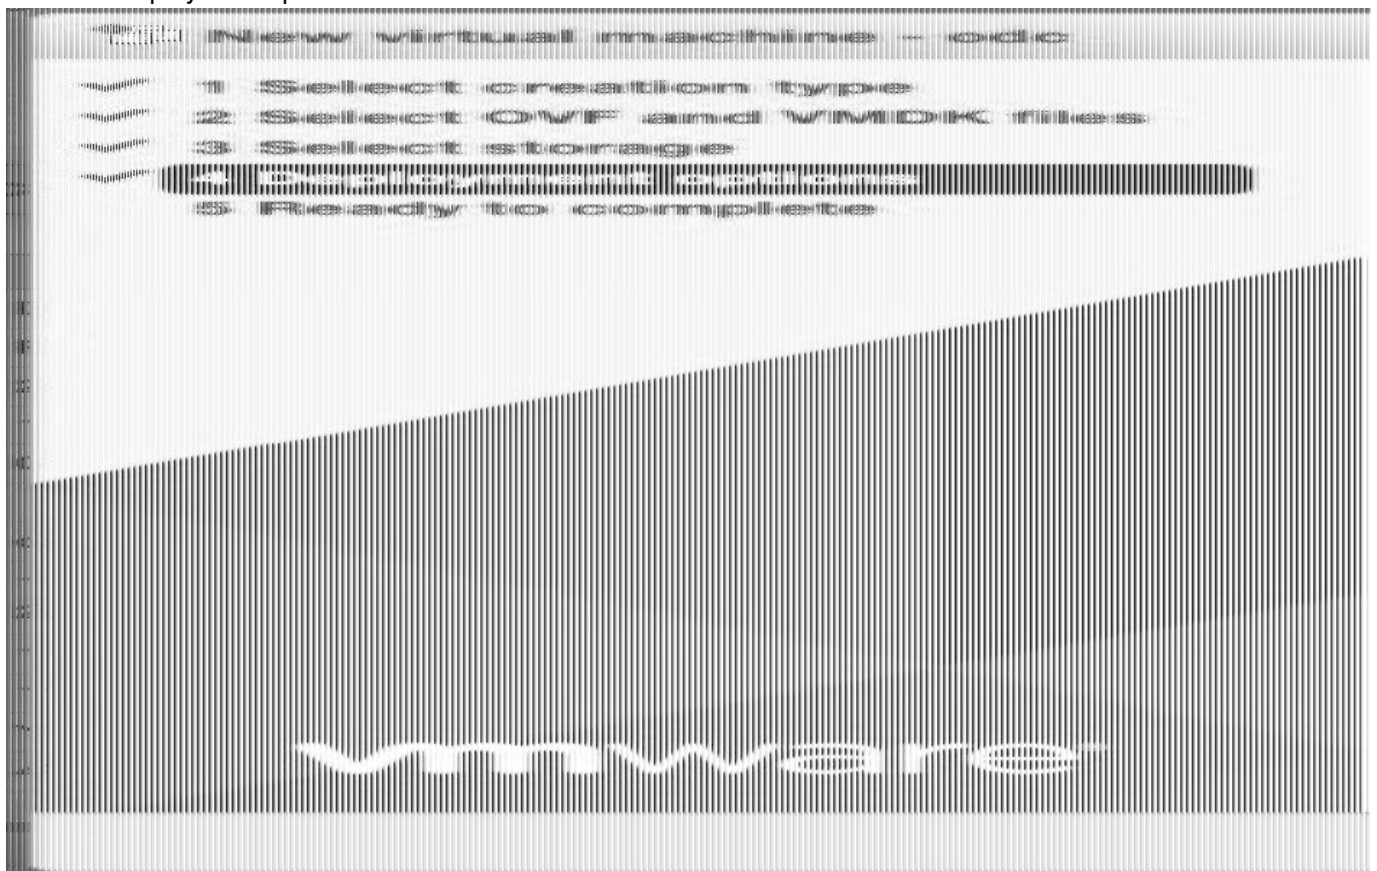 New virtual machine - odc
1 Select creation type
2 Select OVF and VMDK files
3 Select storage
4 Deployment options
5 Ready to complete
vmware